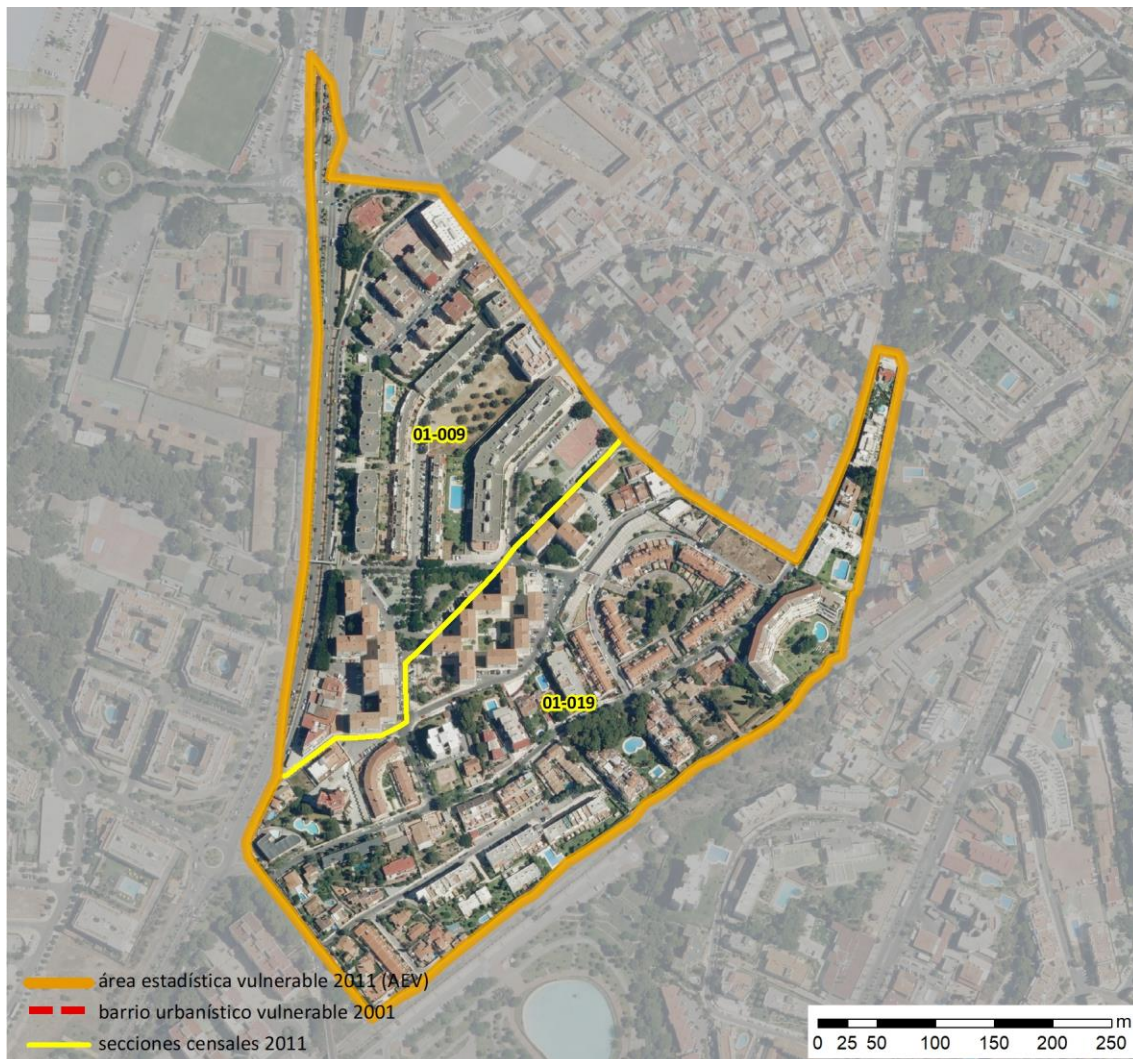 01-009
01-019
área estadística vulnerable 2011 (AEV)
barrio urbanístico vulnerable 2001
secciones censales 2011
m
0 25 50 100 150 200 250